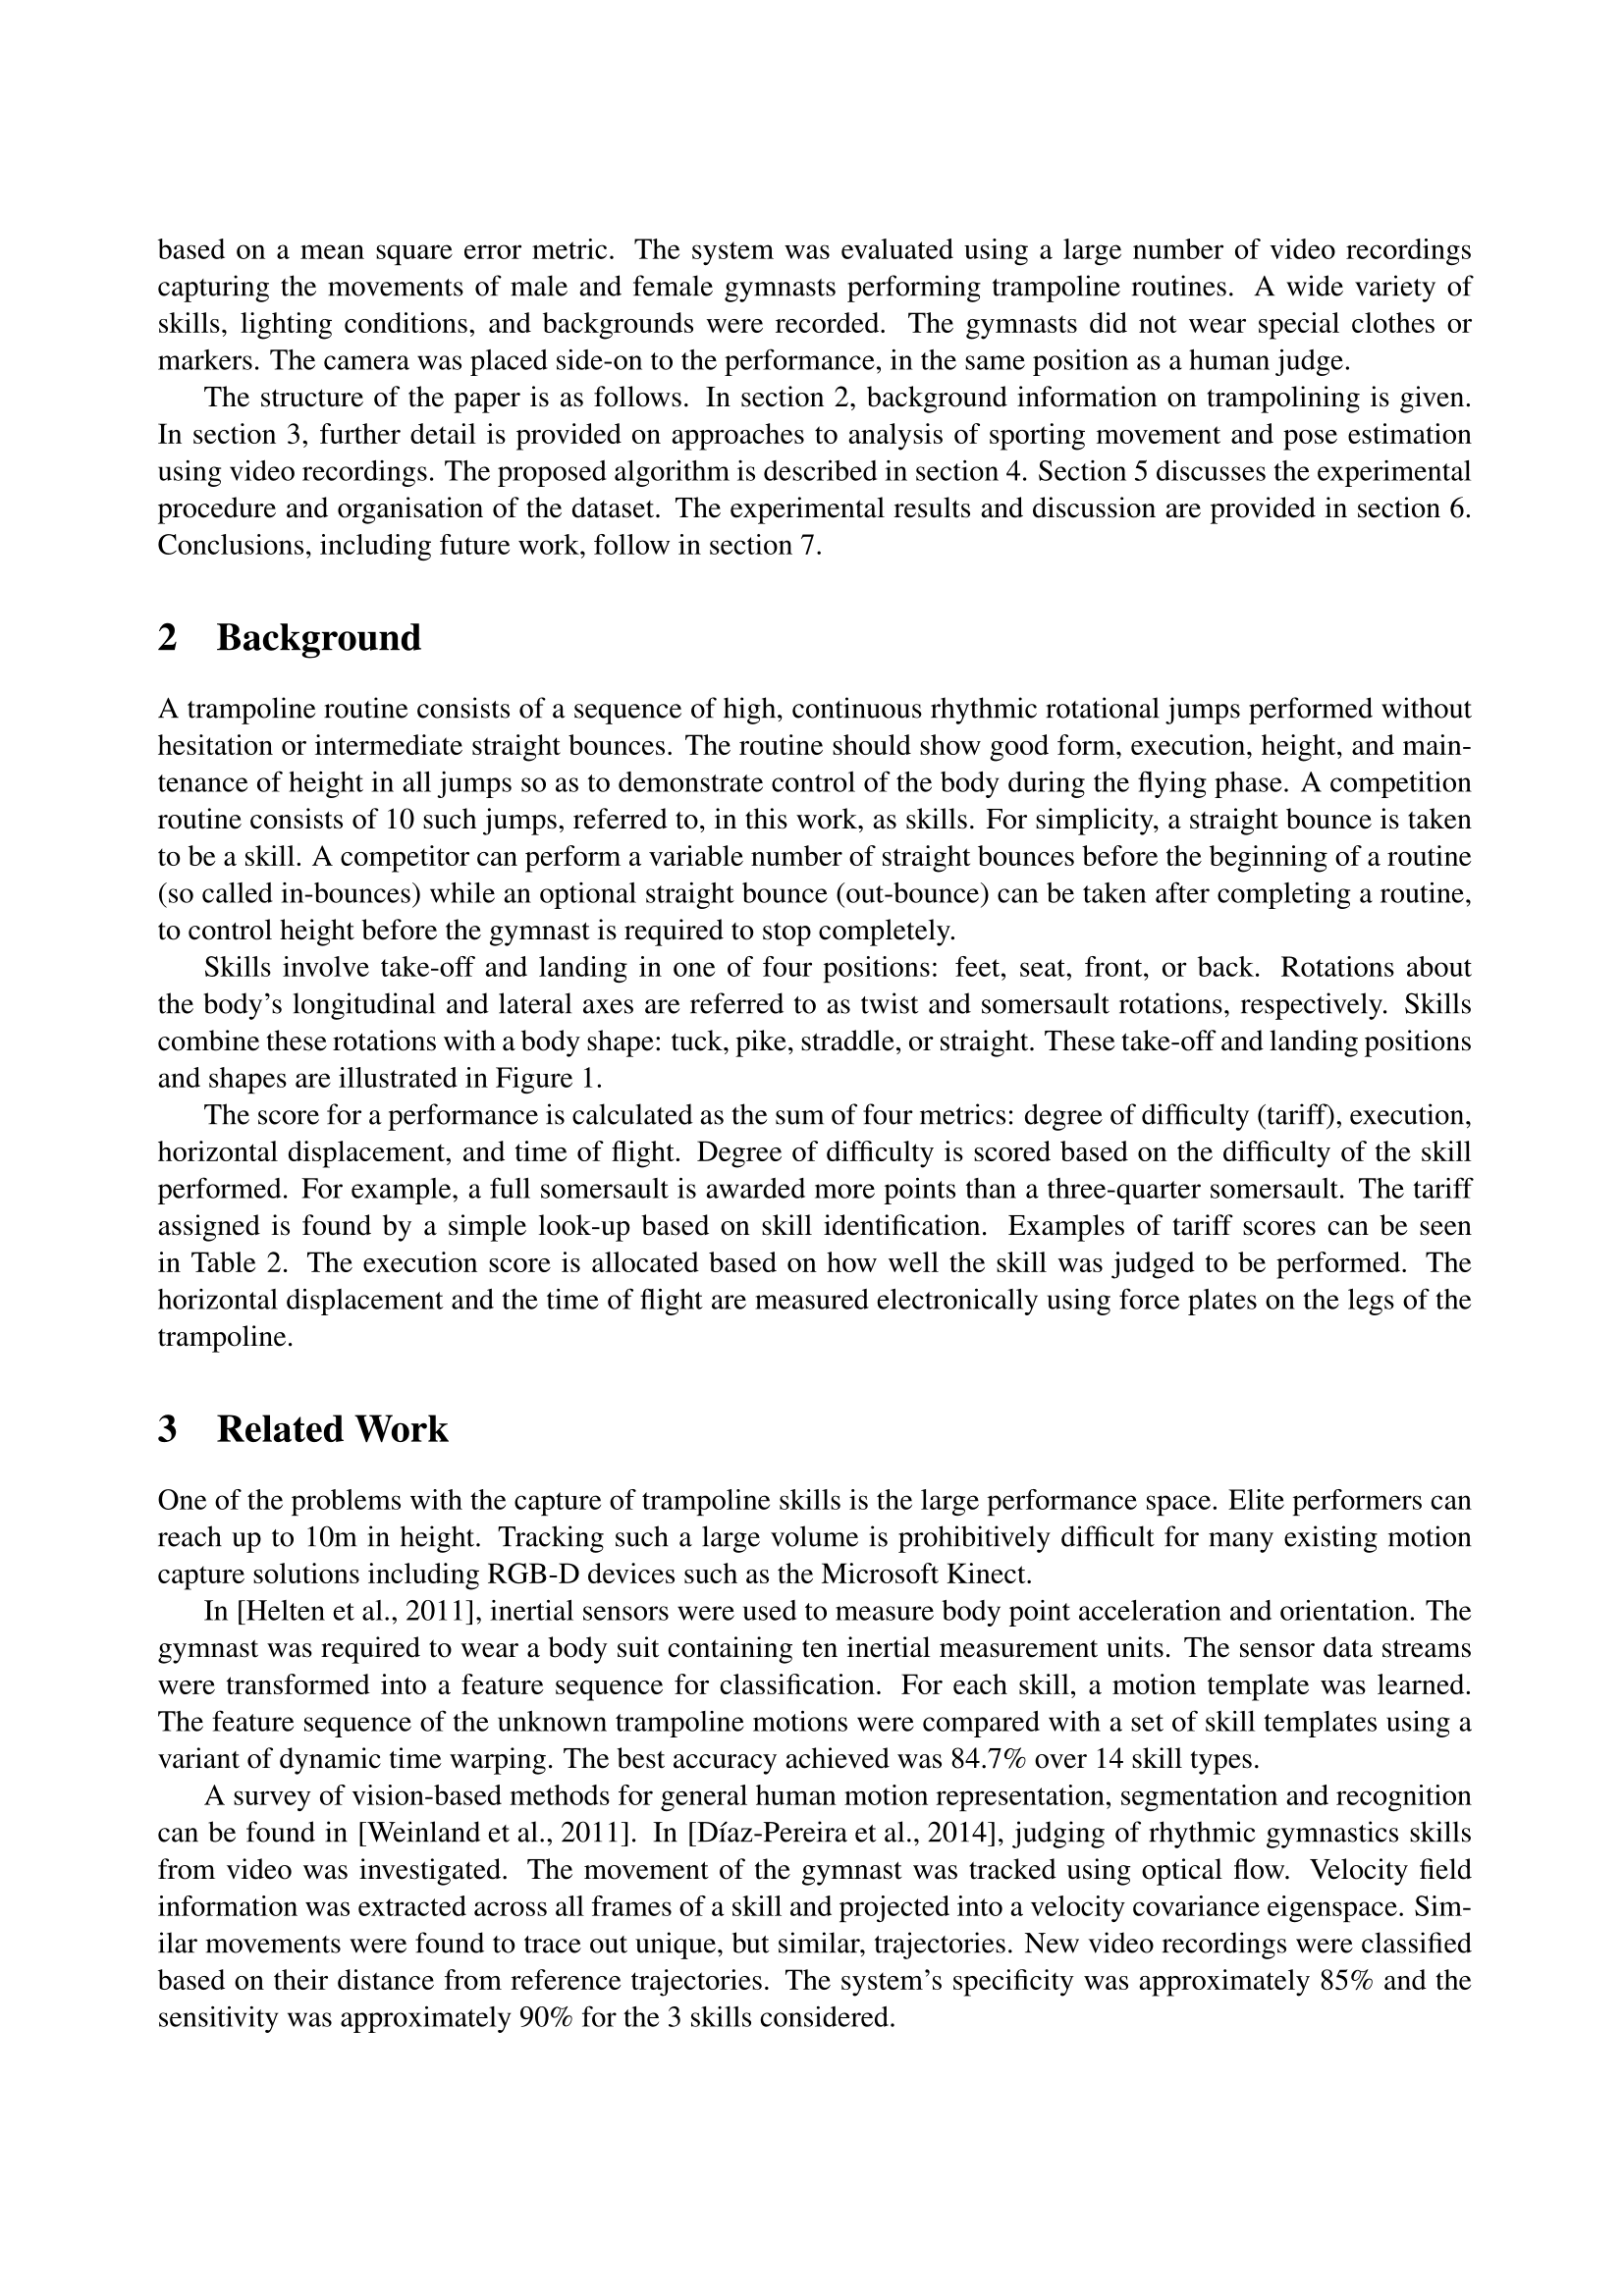 based on a mean square error metric. The system was evaluated using a large number of video recordings
capturing the movements of male and female gymnasts performing trampoline routines. A wide variety of
skills, lighting conditions, and backgrounds were recorded. The gymnasts did not wear special clothes or
markers. The camera was placed side-on to the performance, in the same position as a human judge.
The structure of the paper is as follows. In section 2, background information on trampolining is given.
In section 3, further detail is provided on approaches to analysis of sporting movement and pose estimation
using video recordings. The proposed algorithm is described in section 4. Section 5 discusses the experimental
procedure and organisation of the dataset. The experimental results and discussion are provided in section 6.
Conclusions, including future work, follow in section 7.
2 Background
A trampoline routine consists of a sequence of high, continuous rhythmic rotational jumps performed without
hesitation or intermediate straight bounces. The routine should show good form, execution, height, and main-
tenance of height in all jumps so as to demonstrate control of the body during the flying phase. A competition
routine consists of 10 such jumps, referred to, in this work, as skills. For simplicity, a straight bounce is taken
to be a skill. A competitor can perform a variable number of straight bounces before the beginning of a routine
(so called in-bounces) while an optional straight bounce (out-bounce) can be taken after completing a routine,
to control height before the gymnast is required to stop completely.
Skills involve take-off and landing in one of four positions: feet, seat, front, or back. Rotations about
the body's longitudinal and lateral axes are referred to as twist and somersault rotations, respectively. Skills
combine these rotations with a body shape: tuck, pike, straddle, or straight. These take-off and landing positions
and shapes are illustrated in Figure 1.
The score for a performance is calculated as the sum of four metrics: degree of difficulty (tariff), execution,
horizontal displacement, and time of flight. Degree of difficulty is scored based on the difficulty of the skill
performed. For example, a full somersault is awarded more points than a three-quarter somersault. The tariff
assigned is found by a simple look-up based on skill identification. Examples of tariff scores can be seen
in Table 2. The execution score is allocated based on how well the skill was judged to be performed. The
horizontal displacement and the time of flight are measured electronically using force plates on the legs of the
trampoline.
3 Related Work
One of the problems with the capture of trampoline skills is the large performance space. Elite performers can
reach up to 10m in height. Tracking such a large volume is prohibitively difficult for many existing motion
capture solutions including RGB-D devices such as the Microsoft Kinect.
In [Helten et al., 2011], inertial sensors were used to measure body point acceleration and orientation. The
gymnast was required to wear a body suit containing ten inertial measurement units. The sensor data streams
were transformed into a feature sequence for classification. For each skill, a motion template was learned.
The feature sequence of the unknown trampoline motions were compared with a set of skill templates using a
variant of dynamic time warping. The best accuracy achieved was 84.7% over 14 skill types.
A survey of vision-based methods for general human motion representation, segmentation and recognition
can be found in [Weinland et al., 2011]. In [Díaz-Pereira et al., 2014], judging of rhythmic gymnastics skills
from video was investigated. The movement of the gymnast was tracked using optical flow. Velocity field
information was extracted across all frames of a skill and projected into a velocity covariance eigenspace. Sim-
ilar movements were found to trace out unique, but similar, trajectories. New video recordings were classified
based on their distance from reference trajectories. The system's specificity was approximately 85% and the
sensitivity was approximately 90% for the 3 skills considered.